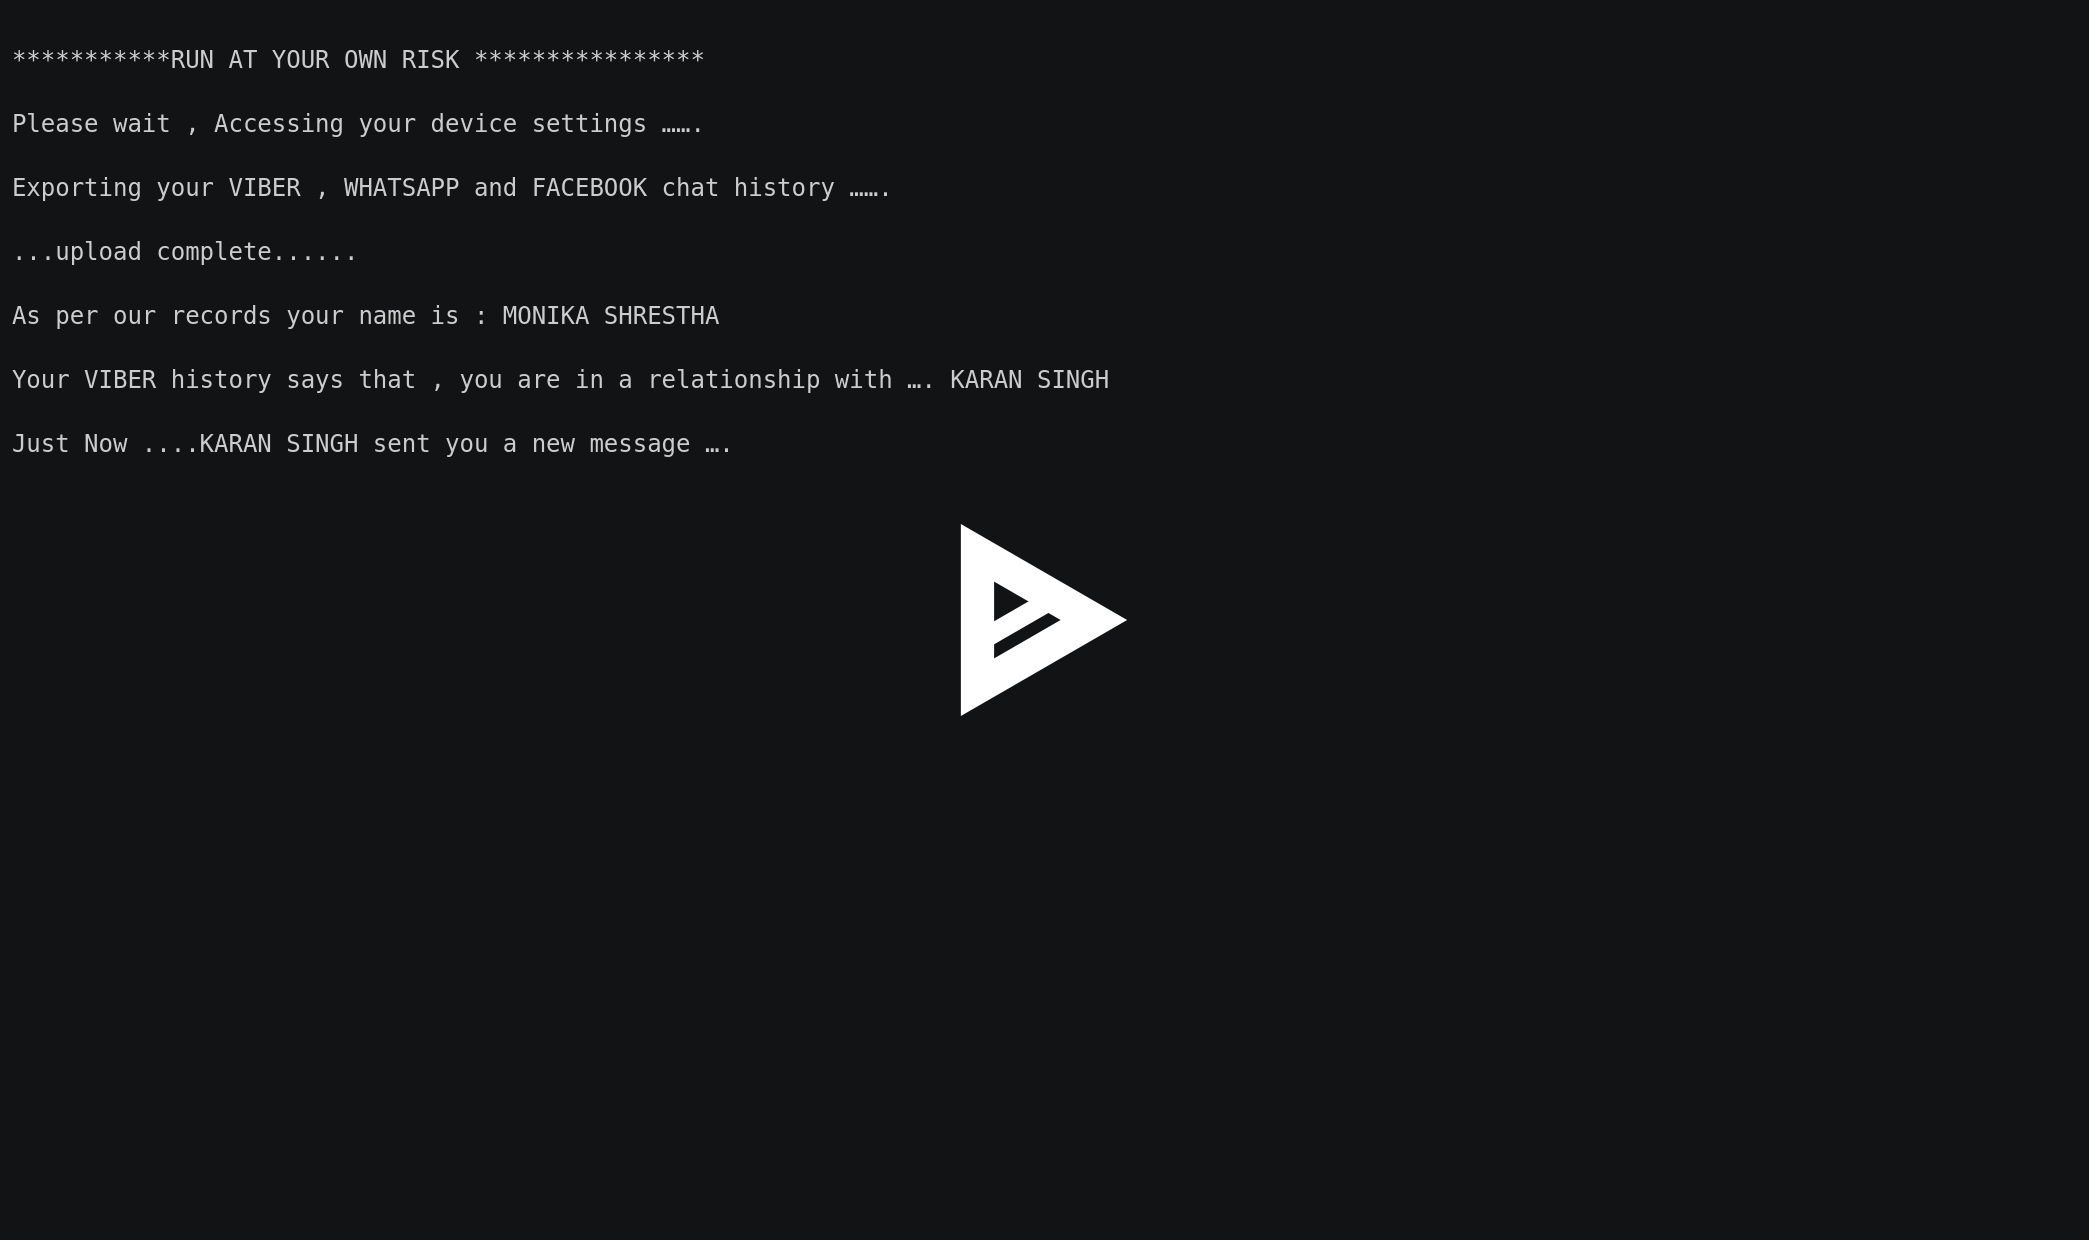 ***********RUN AT YOUR OWN RISK ****************
Please wait , Accessing your device settings …….
Exporting your VIBER , WHATSAPP and FACEBOOK chat history …….
...upload complete......
As per our records your name is : MONIKA SHRESTHA
Your VIBER history says that , you are in a relationship with …. KARAN SINGH
Just Now ....KARAN SINGH sent you a new message ….